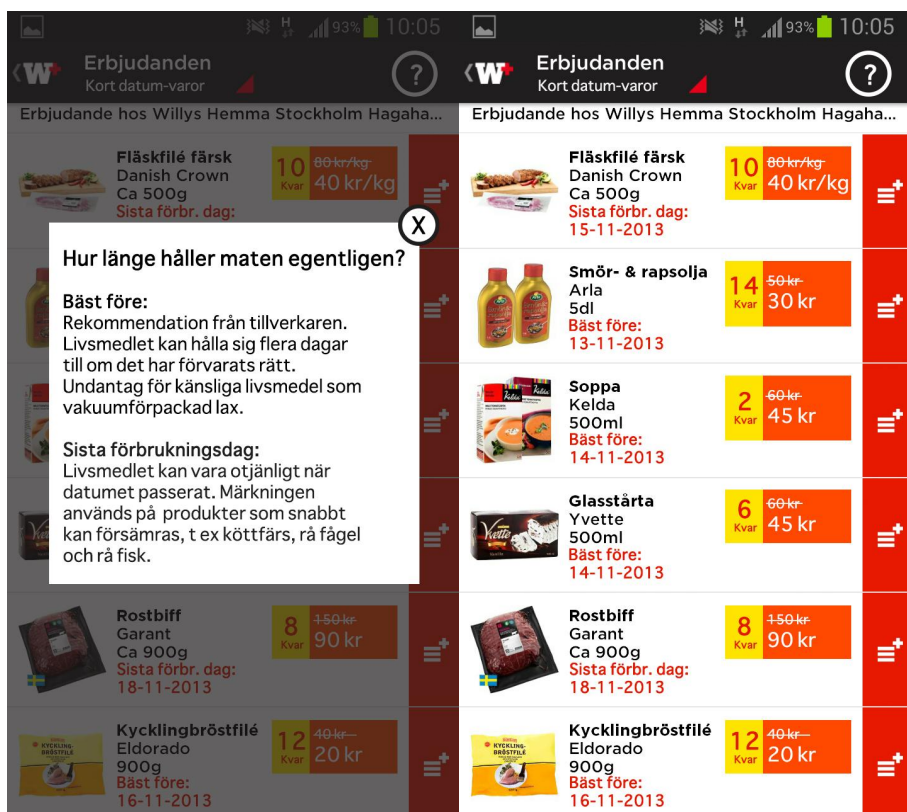 H 93% 10:05
W+ Erbjudanden
Kort datum-varor
?
Erbjudande hos Willys Hemma Stockholm Hagaha...
Fläskfilé färsk
Danish Crown
Ca 500g
Sista förbr. dag:
10 Kvar
80 kr/kg
40 kr/kg
X
Hur länge håller maten egentligen?
Bäst före:
Rekommendation från tillverkaren.
Livsmedlet kan hålla sig flera dagar
till om det har förvarats rätt.
Undantag för känsliga livsmedel som
vakuumförpackad lax.
Sista förbrukningsdag:
Livsmedlet kan vara otjänligt när
datumet passerat. Märkningen
används på produkter som snabbt
kan försämras, t ex köttfärs, rå fågel
och rå fisk.
Yvette
Rostbiff
Garant
Ca 900g
Sista förbr. dag:
18-11-2013
8 Kvar
150 kr
90 kr
KYCKLING-
BRÖSTFILÉ
Kycklingbröstfilé
Eldorado
900g
Bäst före:
16-11-2013
12 Kvar
40 kr
20 kr
H 93% 10:05
W+ Erbjudanden
Kort datum-varor
?
Erbjudande hos Willys Hemma Stockholm Hagaha...
Fläskfilé färsk
Danish Crown
Ca 500g
Sista förbr. dag:
15-11-2013
10 Kvar
80 kr/kg
40 kr/kg
Smör- & rapsolja
Arla
5dl
Bäst före:
13-11-2013
14 Kvar
50 kr
30 kr
Kelda
Soppa
Kelda
500ml
Bäst före:
14-11-2013
2 Kvar
60 kr
45 kr
Yvette
Glasstårta
Yvette
500ml
Bäst före:
14-11-2013
6 Kvar
60 kr
45 kr
Rostbiff
Garant
Ca 900g
Sista förbr. dag:
18-11-2013
8 Kvar
150 kr
90 kr
KYCKLING-
BRÖSTFILÉ
Kycklingbröstfilé
Eldorado
900g
Bäst före:
16-11-2013
12 Kvar
40 kr
20 kr